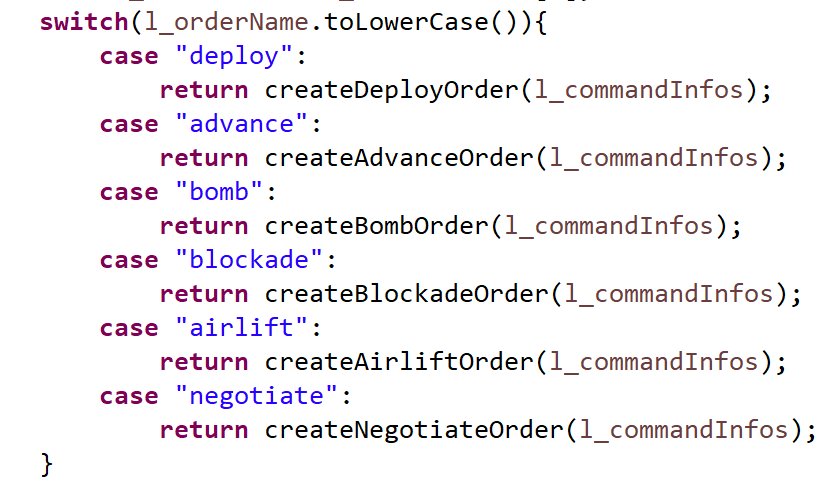 switch(l_orderName.toLowerCase()){
    case "deploy":
        return createDeployOrder(l_commandInfos);
    case "advance":
        return createAdvanceOrder(l_commandInfos);
    case "bomb":
        return createBombOrder(l_commandInfos);
    case "blockade":
        return createBlockadeOrder(l_commandInfos);
    case "airlift":
        return createAirliftOrder(l_commandInfos);
    case "negotiate":
        return createNegotiateOrder(l_commandInfos);
}